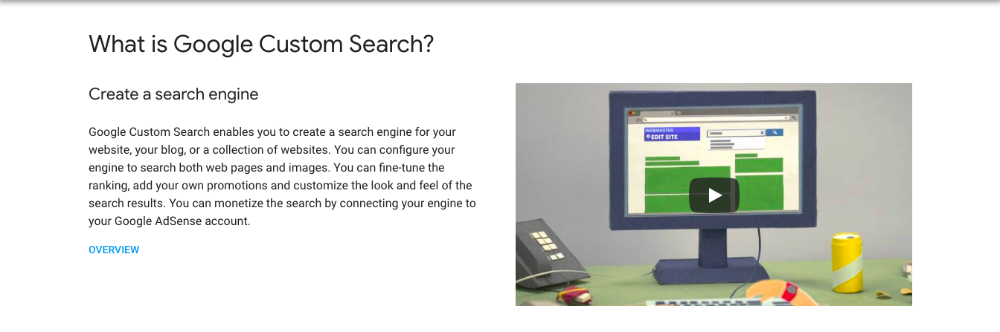 What is Google Custom Search?
Create a search engine
Google Custom Search enables you to create a search engine for your
website, your blog, or a collection of websites. You can configure your
engine to search both web pages and images. You can fine-tune the
ranking, add your own promotions and customize the look and feel of the
search results. You can monetize the search by connecting your engine to
your Google AdSense account.
OVERVIEW
WEBMASTER
EDIT SITE